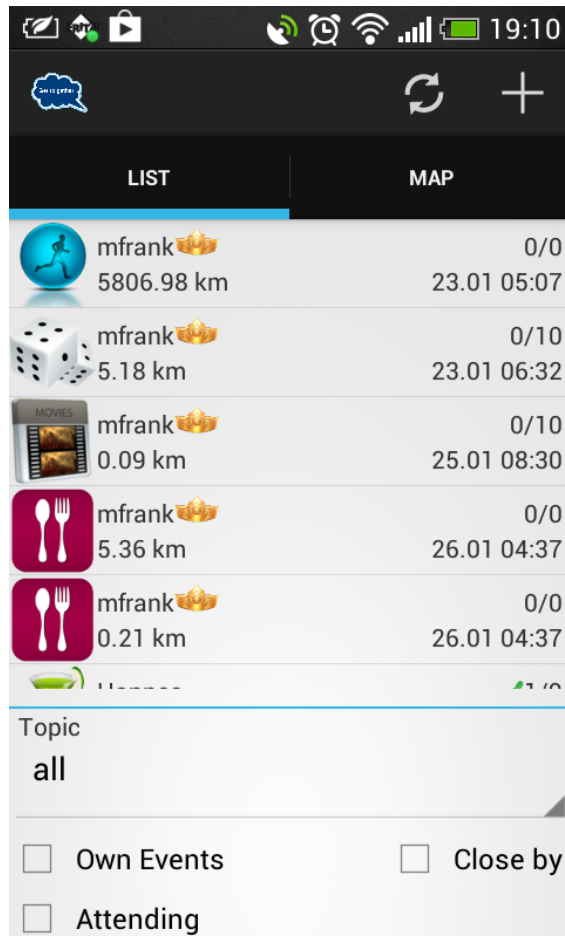 19:10
LIST
MAP
mfrank
0/0
5806.98 km
23.01 05:07
mfrank
0/10
5.18 km
23.01 06:32
MOVIES
mfrank
0/10
0.09 km
25.01 08:30
mfrank
0/0
5.36 km
26.01 04:37
mfrank
0/0
0.21 km
26.01 04:37
Topic
all
Own Events
Close by
Attending